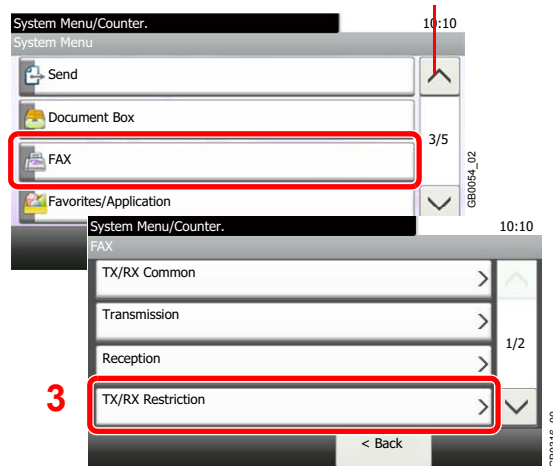 System Menu/Counter.
10:10
System Menu
Send
Document Box
3/5
FAX
GB0054_02
Favorites/Application
System Menu/Counter.
10:10
FAX
TX/RX Common
Transmission
1/2
Reception
3
TX/RX Restriction
< Back